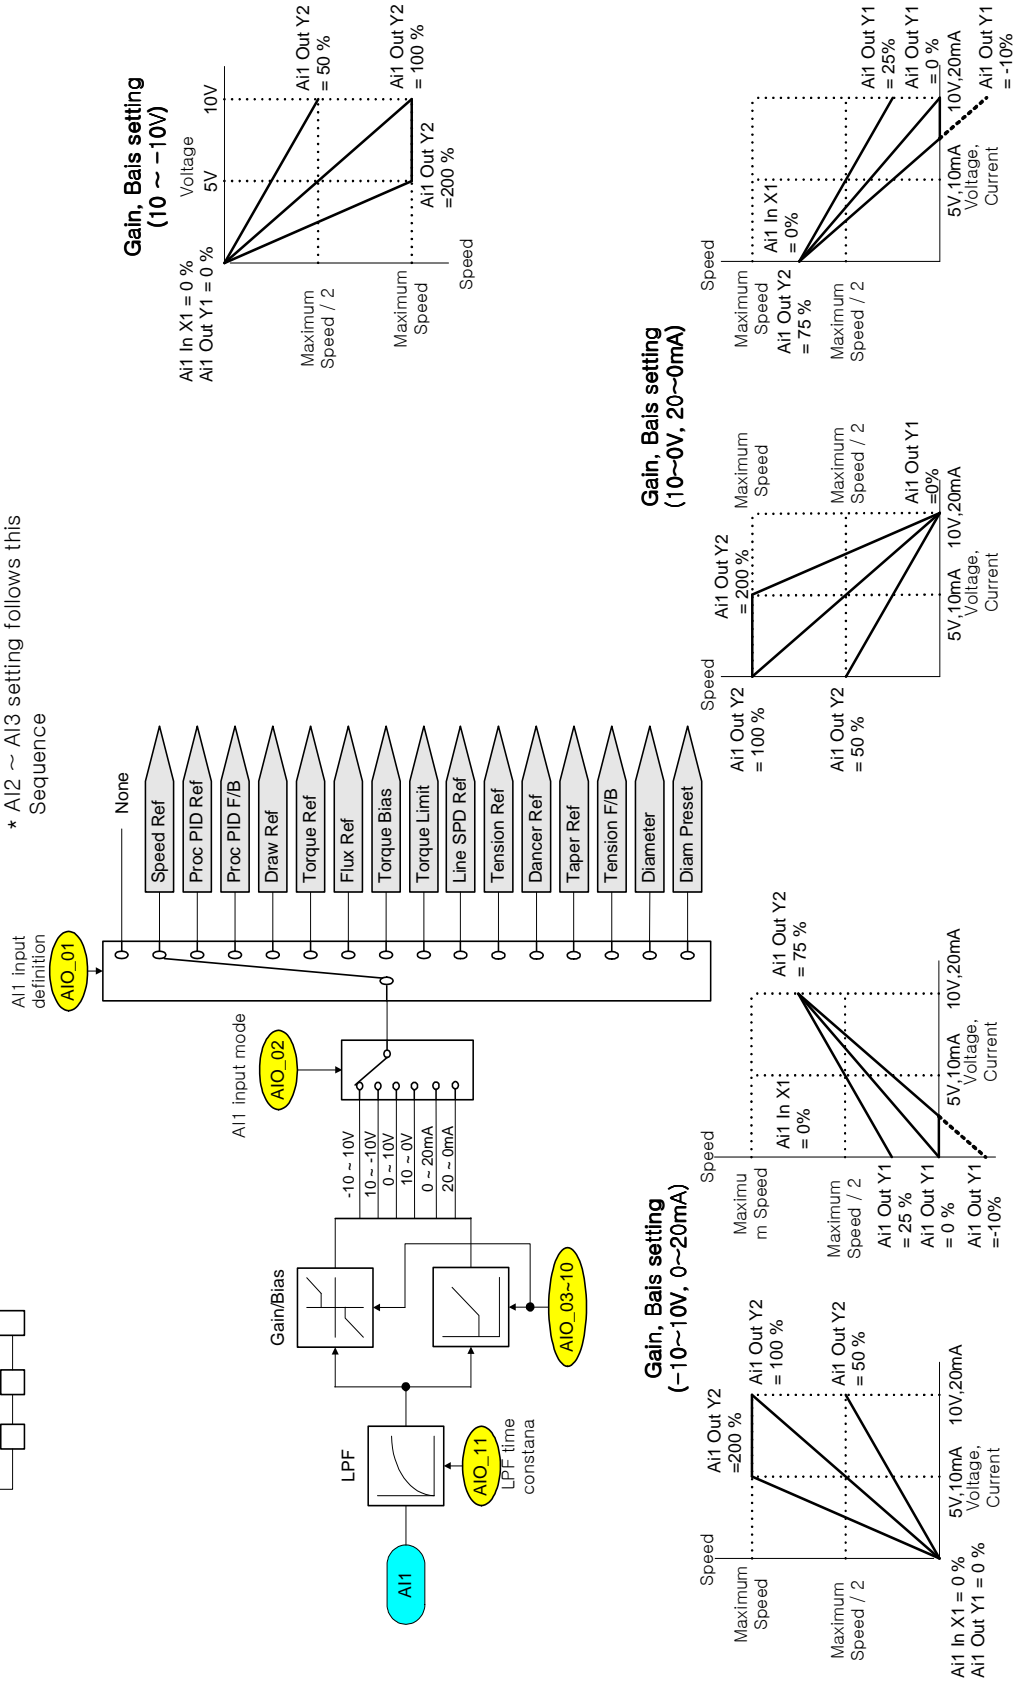 * AI2 ~ AI3 setting follows this
Sequence
AI1 input
definition
AIO_01
None
Speed Ref
Proc PID Ref
Proc PID F/B
Draw Ref
Torque Ref
Flux Ref
Torque Bias
Torque Limit
Line SPD Ref
Tension Ref
Dancer Ref
Taper Ref
Tension F/B
Diameter
Diam Preset
AI1 input mode
AIO_02
-10 ~ 10V
10 ~ -10V
0 ~ 10V
10 ~ 0V
0 ~ 20mA
20 ~ 0mA
Gain/Bias
AIO_03~10
LPF
AIO_11
LPF time
constana
AI1
Gain, Bais setting
(10 ~ -10V)
Ai1 In X1 = 0 %
Ai1 Out Y1 = 0 %
Voltage
5V
10V
Ai1 Out Y2
= 50 %
Ai1 Out Y2
= 100 %
Ai1 Out Y2
=200 %
Maximum
Speed / 2
Maximum
Speed
Speed
Gain, Bais setting
(-10~10V, 0~20mA)
Speed
Maximum
Speed
Maximum
Speed / 2
Ai1 Out Y2
=200 %
Ai1 Out Y2
= 100 %
Ai1 Out Y2
= 50 %
5V,10mA
10V,20mA
Voltage,
Current
Ai1 In X1 = 0 %
Ai1 Out Y1 = 0 %
Speed
Maximu
m Speed
Maximum
Speed / 2
Ai1 In X1
= 0%
Ai1 Out Y2
= 75 %
Ai1 Out Y1
= 25 %
Ai1 Out Y1
= 0 %
Ai1 Out Y1
=-10%
5V,10mA
10V,20mA
Voltage,
Current
Gain, Bais setting
(10~0V, 20~0mA)
Speed
Ai1 Out Y2
= 100 %
Ai1 Out Y2
= 200 %
Maximum
Speed
Ai1 Out Y2
= 50 %
Maximum
Speed / 2
Ai1 Out Y1
=0%
5V,10mA
10V,20mA
Voltage,
Current
Speed
Maximum
Speed
Ai1 Out Y2
= 75 %
Maximum
Speed / 2
Ai1 In X1
= 0%
Ai1 Out Y1
= 25%
Ai1 Out Y1
= 0 %
Ai1 Out Y1
= -10%
5V,10mA
10V,20mA
Voltage,
Current